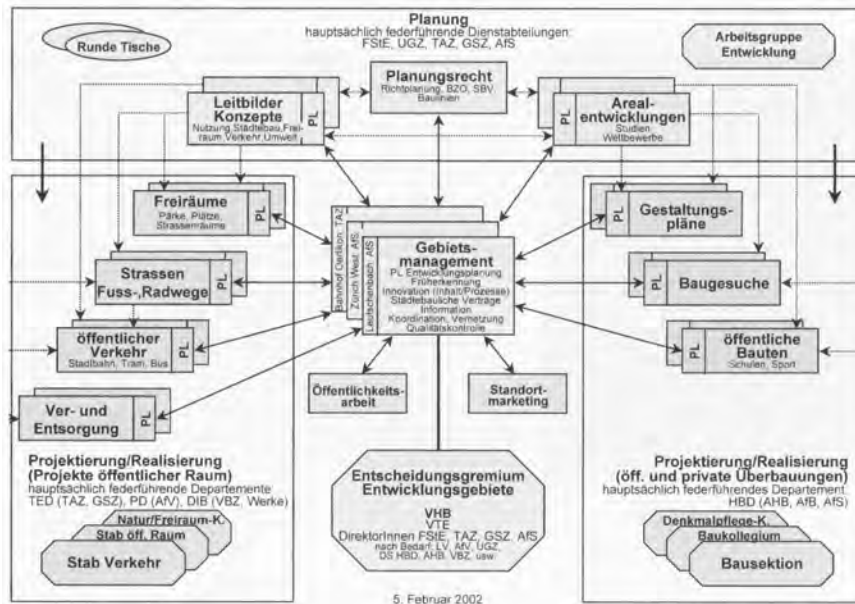 Planung
hauptsächlich federführende Dienstabteilungen:
FStE, UGZ, TAZ, GSZ, AfS
Runde Tische
Arbeitsgruppe
Entwicklung
Planungsrecht
Richtplanung, BZO, SBV
Baulinien
Leitbilder
Konzepte
Nutzung,Städtebau,Frei-
raum,Verkehr,Umwelt
PL
PL
Areal-
entwicklungen
Studien
Wettbewerbe
Freiräume
Pärke, Plätze,
Strassenräume
PL
Strassen
Fuss-,Radwege
PL
öffentlicher
Verkehr
Stadtbahn, Tram, Bus
PL
Ver- und
Entsorgung
PL
Bahnhof Oerlikon: TAZ
Zürich West: AfS
Leutschenbach: AfS
Gebiets-
management
PL Entwicklungsplanung
Früherkennung
Innovation (Inhalt/Prozesse)
Städtebauliche Verträge
Information
Koordination, Vernetzung
Qualitätskontrolle
PL
Gestaltungs-
pläne
PL
Baugesuche
PL
öffentliche
Bauten
Schulen, Sport
Öffentlichkeits-
arbeit
Standort-
marketing
Projektierung/Realisierung
(Projekte öffentlicher Raum)
hauptsächlich federführende Departemente
TED (TAZ, GSZ), PD (AfV), DIB (VBZ, Werke)
Natur/Freiraum-K.
Stab öff. Raum
Stab Verkehr
Entscheidungsgremium
Entwicklungsgebiete
VHB
VTE
DirektorInnen FStE, TAZ, GSZ, AfS
nach Bedarf: LV, AfV, UGZ,
DS HBD, AHB, VBZ, usw.
Projektierung/Realisierung
(öff. und private Überbauungen)
hauptsächlich federführendes Departement:
HBD (AHB, AfB, AfS)
Denkmalpflege-K.
Baukollegium
Bausektion
5. Februar 2002